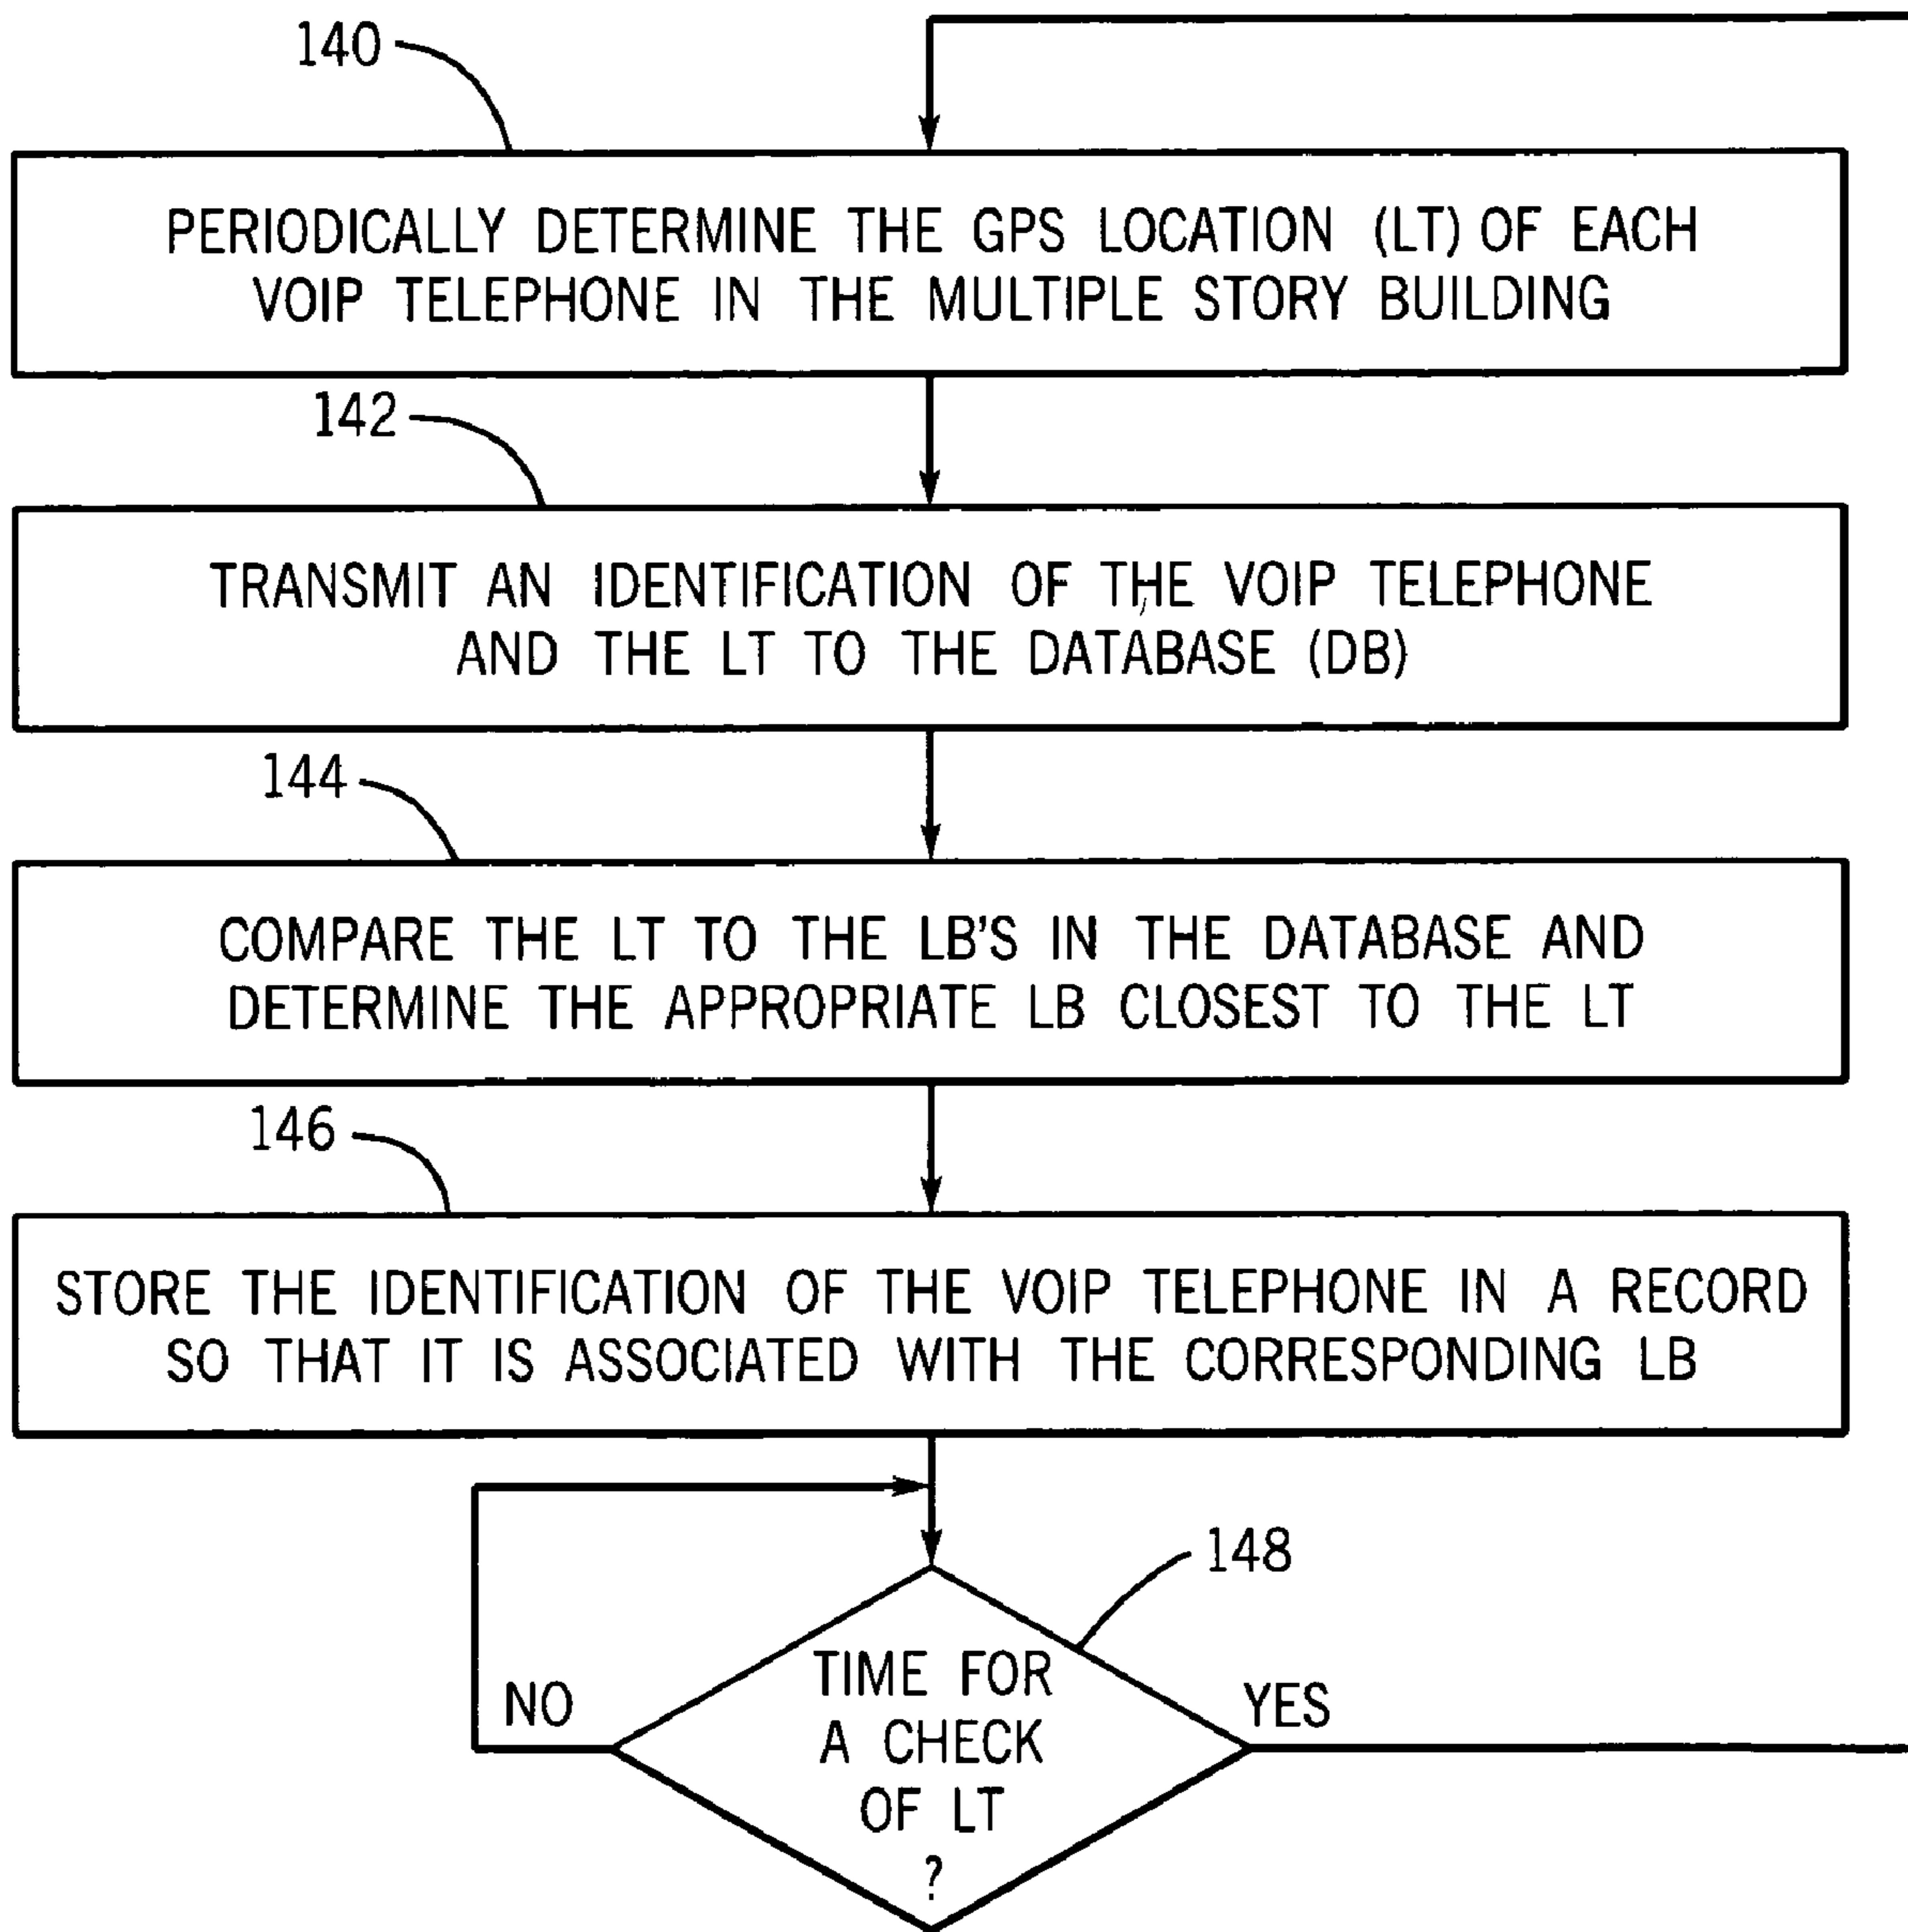 140
PERIODICALLY DETERMINE THE GPS LOCATION (LT) OF EACH
VOIP TELEPHONE IN THE MULTIPLE STORY BUILDING
142
TRANSMIT AN IDENTIFICATION OF THE VOIP TELEPHONE
AND THE LT TO THE DATABASE (DB)
144
COMPARE THE LT TO THE LB'S IN THE DATABASE AND
DETERMINE THE APPROPRIATE LB CLOSEST TO THE LT
146
STORE THE IDENTIFICATION OF THE VOIP TELEPHONE IN A RECORD
SO THAT IT IS ASSOCIATED WITH THE CORRESPONDING LB
148
TIME FOR
A CHECK
OF LT
?
NO
YES